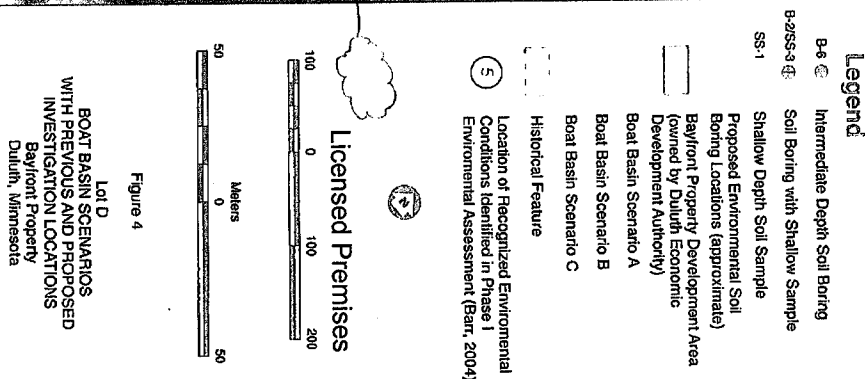 Legend
B-6 Intermediate Depth Soil Boring
B-2/SS-3 Soil Boring with Shallow Sample
SS-1 Shallow Depth Soil Sample
Proposed Environmental Soil
Boring Locations (approximate)
Bayfront Property Development Area
(owned by Duluth Economic
Development Authority)
Boat Basin Scenario A
Boat Basin Scenario B
Boat Basin Scenario C
Historical Feature
5 Location of Recognized Enviromental
Conditions Identified in Phase I
Enviromental Assessment (Barr, 2004)
N
Licensed Premises
100 0 100 200
Meters
50 0 50
Figure 4
Lot D
BOAT BASIN SCENARIOS
WITH PREVIOUS AND PROPOSED
INVESTIGATION LOCATIONS
Bayfront Property
Duluth, Minnesota